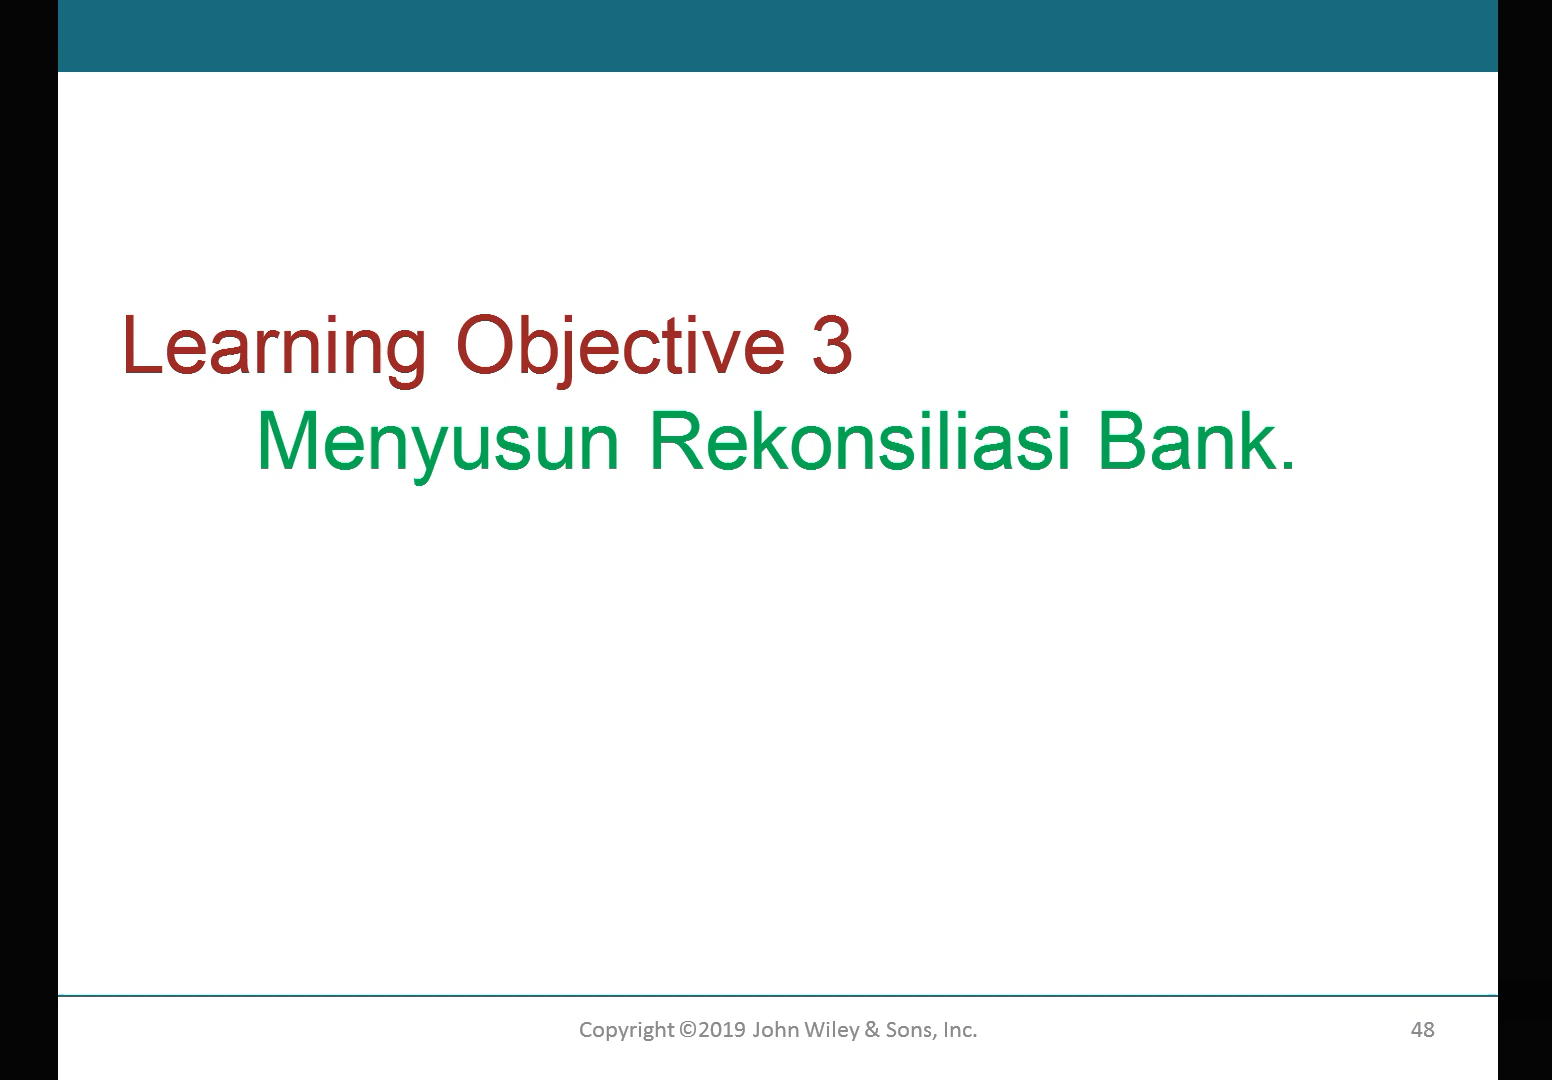 Learning Objective 3
Menyusun Rekonsiliasi Bank.
Copyright ©2019 John Wiley & Sons, Inc.
48